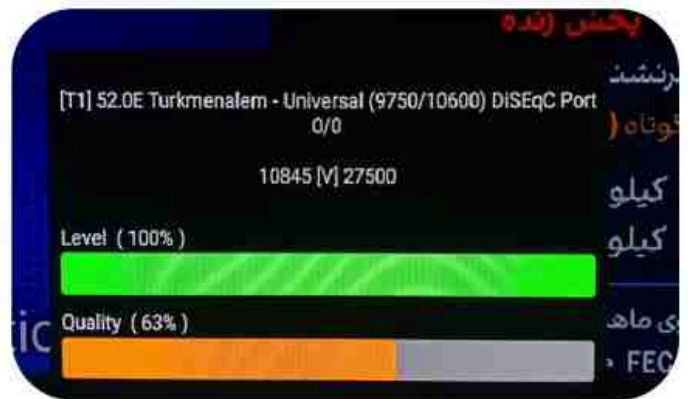 پخش زنده
[T1] 52.0E Turkmenalem - Universal (9750/10600) DiSEqC Port
0/0
10845 [V] 27500
کیلو
کیلو
Level ( 100% )
Quality ( 63% )
FEC